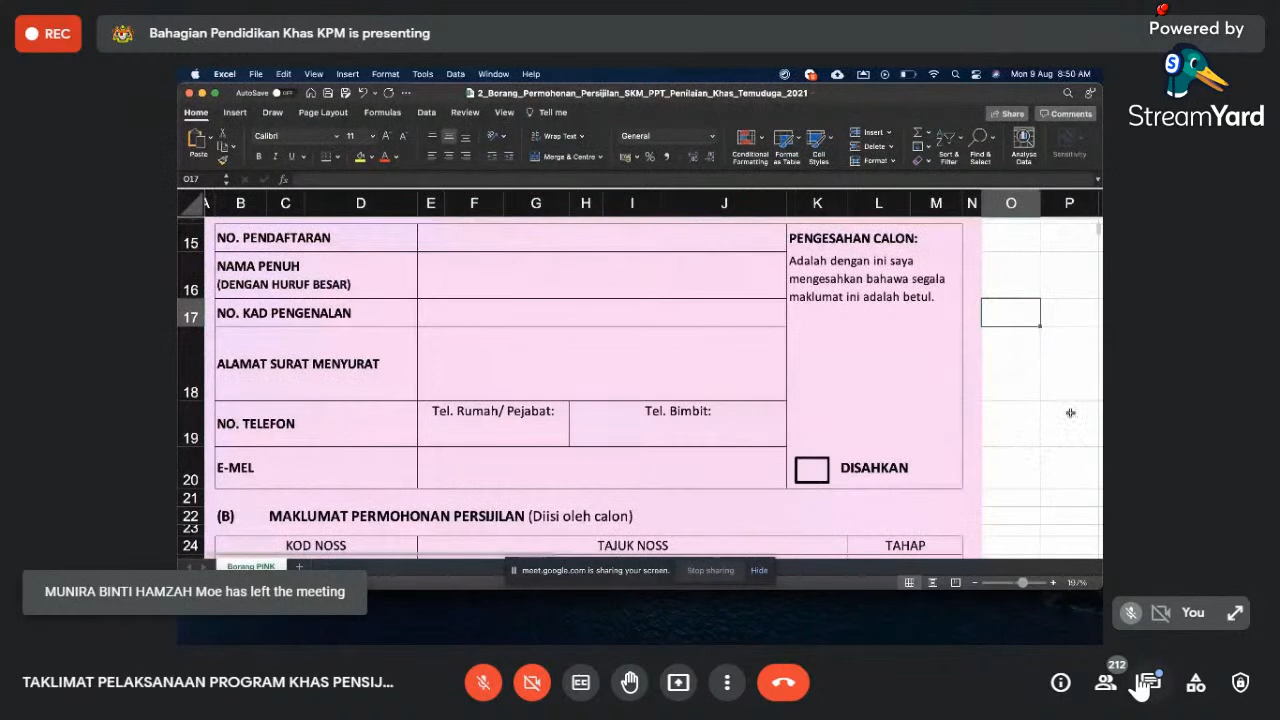 REC
Bahagian Pendidikan Khas KPM is presenting
Powered by
StreamYard
Excel File Edit View Insert Format Tools Data Window Help
Mon 9 Aug 8:50 AM
AutoSave OFF
2_Borang_Permohonan_Persijilan_SKM_PPT_Penilaian_Khas_Temuduga_2021
Home Insert Draw Page Layout Formulas Data Review View Tell me
Share Comments
Paste
Calibri 11
Wrap Text
General
Merge & Centre
Conditional Formatting
Format as Table
Cell Styles
Insert
Delete
Format
Sort & Filter
Find & Select
Analyse Data
Sensitivity
O17
fx
A B C D E F G H I J K L M N O P
15 NO. PENDAFTARAN
PENGESAHAN CALON:
Adalah dengan ini saya
mengesahkan bahawa segala
maklumat ini adalah betul.
16 NAMA PENUH
(DENGAN HURUF BESAR)
17 NO. KAD PENGENALAN
18 ALAMAT SURAT MENYURAT
19 NO. TELEFON Tel. Rumah/ Pejabat: Tel. Bimbit:
20 E-MEL DISAHKAN
21
22 (B) MAKLUMAT PERMOHONAN PERSIJILAN (Diisi oleh calon)
23
24 KOD NOSS TAJUK NOSS TAHAP
Borang PINK +
meet.google.com is sharing your screen. Stop sharing Hide
197%
MUNIRA BINTI HAMZAH Moe has left the meeting
You
TAKLIMAT PELAKSANAAN PROGRAM KHAS PENSIJ...
212